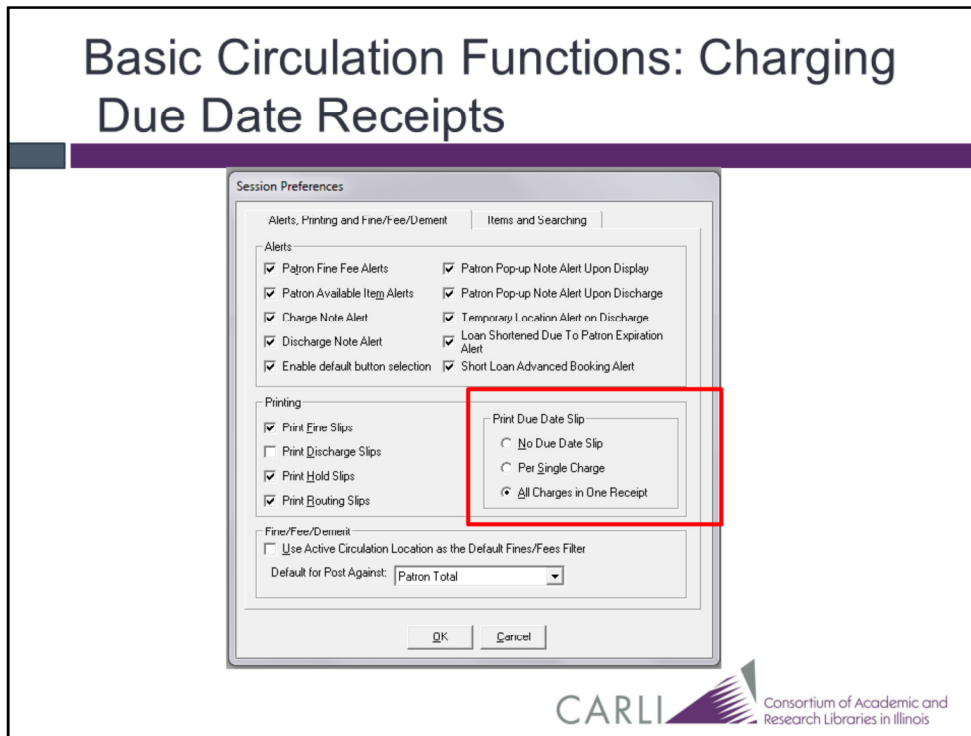 Basic Circulation Functions: Charging
Due Date Receipts
Session Preferences
Alerts, Printing and Fine/Fee/Demerit
Items and Searching
Alerts
Patron Fine Fee Alerts
Patron Pop-up Note Alert Upon Display
Patron Available Item Alerts
Patron Pop-up Note Alert Upon Discharge
Charge Note Alert
Temporary Location Alert on Discharge
Discharge Note Alert
Loan Shortened Due To Patron Expiration
Alert
Enable default button selection
Short Loan Advanced Booking Alert
Printing
Print Fine Slips
Print Discharge Slips
Print Hold Slips
Print Routing Slips
Print Due Date Slip
No Due Date Slip
Per Single Charge
All Charges in One Receipt
Fine/Fee/Demerit
Use Active Circulation Location as the Default Fines/Fees Filter
Default for Post Against: Patron Total
OK
Cancel
CARLI
Consortium of Academic and
Research Libraries in Illinois